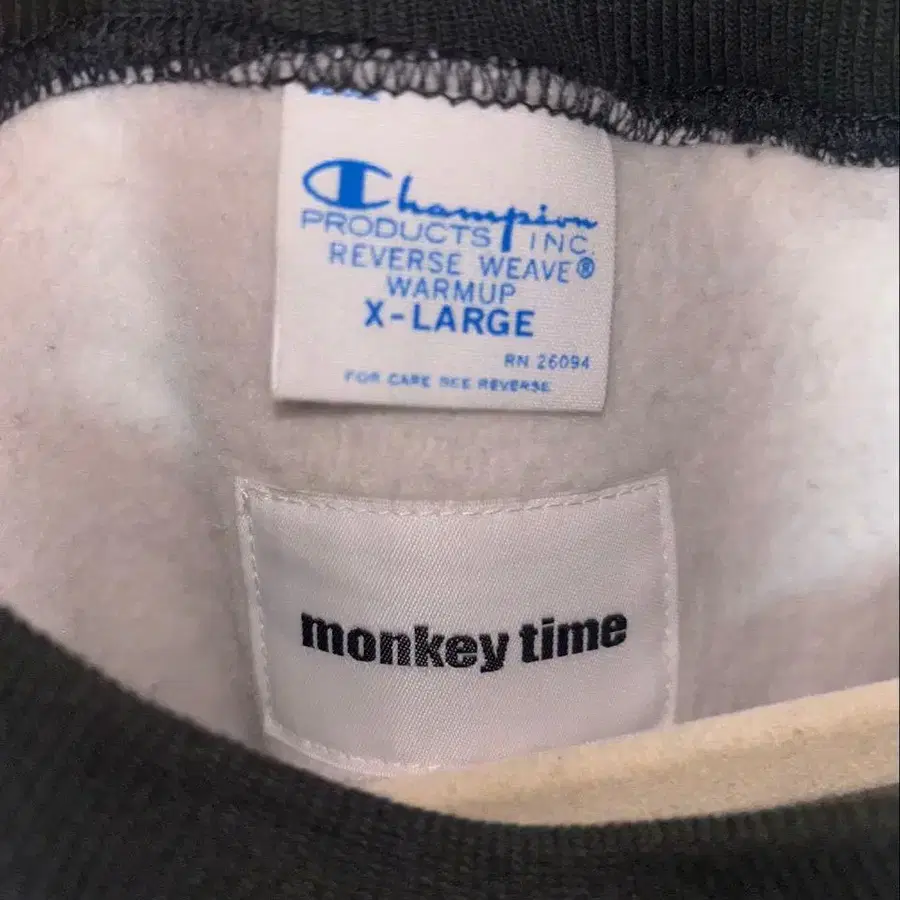 Champion
PRODUCTS INC.
REVERSE WEAVE®
WARMUP
X-LARGE
RN 26094
FOR CARE SEE REVERSE
monkey time